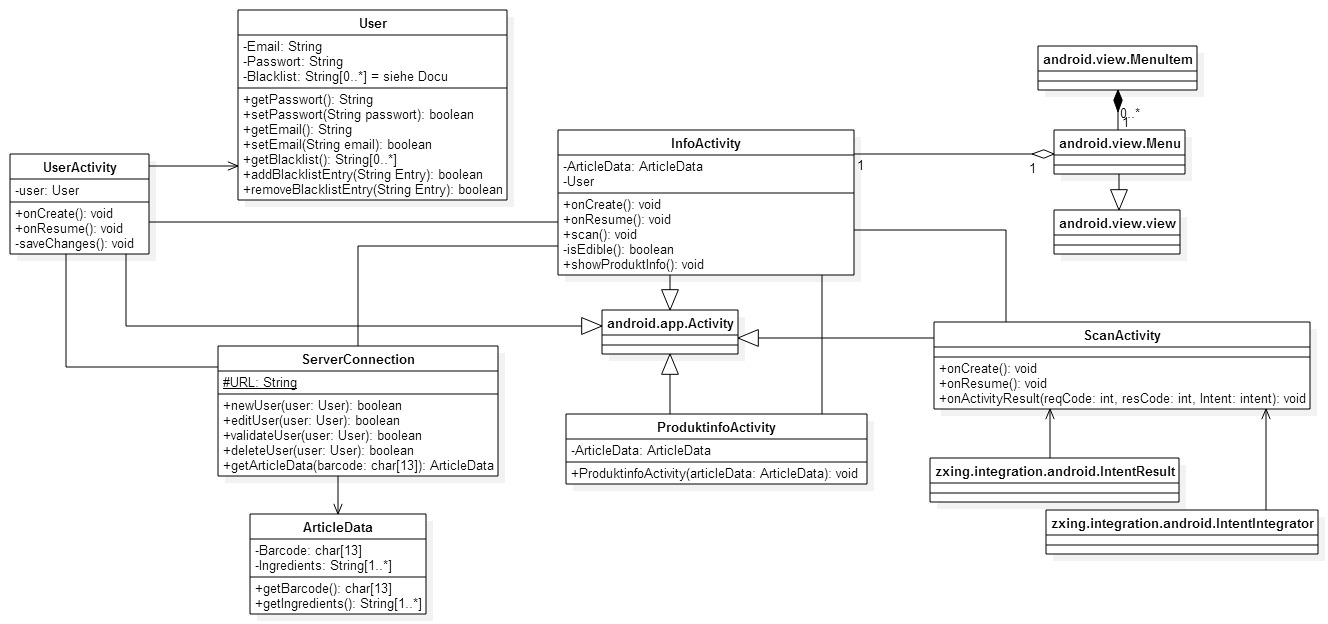 User
-Email: String
-Passwort: String
-Blacklist: String[0..*] = siehe Docu
+getPasswort(): String
+setPasswort(String passwort): boolean
+getEmail(): String
+setEmail(String email): boolean
+getBlacklist(): String[0..*]
+addBlacklistEntry(String Entry): boolean
+removeBlacklistEntry(String Entry): boolean
UserActivity
-user: User
+onCreate(): void
+onResume(): void
-saveChanges(): void
InfoActivity
-ArticleData: ArticleData
-User
+onCreate(): void
+onResume(): void
+scan(): void
-isEdible(): boolean
+showProduktInfo(): void
1
1
android.view.MenuItem
0..*
1
android.view.Menu
android.view.view
android.app.Activity
ServerConnection
#URL: String
+newUser(user: User): boolean
+editUser(user: User): boolean
+validateUser(user: User): boolean
+deleteUser(user: User): boolean
+getArticleData(barcode: char[13]): ArticleData
ArticleData
-Barcode: char[13]
-Ingredients: String[1..*]
+getBarcode(): char[13]
+getIngredients(): String[1..*]
ProduktinfoActivity
-ArticleData: ArticleData
+ProduktinfoActivity(articleData: ArticleData): void
ScanActivity
+onCreate(): void
+onResume(): void
+onActivityResult(reqCode: int, resCode: int, Intent: intent): void
zxing.integration.android.IntentResult
zxing.integration.android.IntentIntegrator